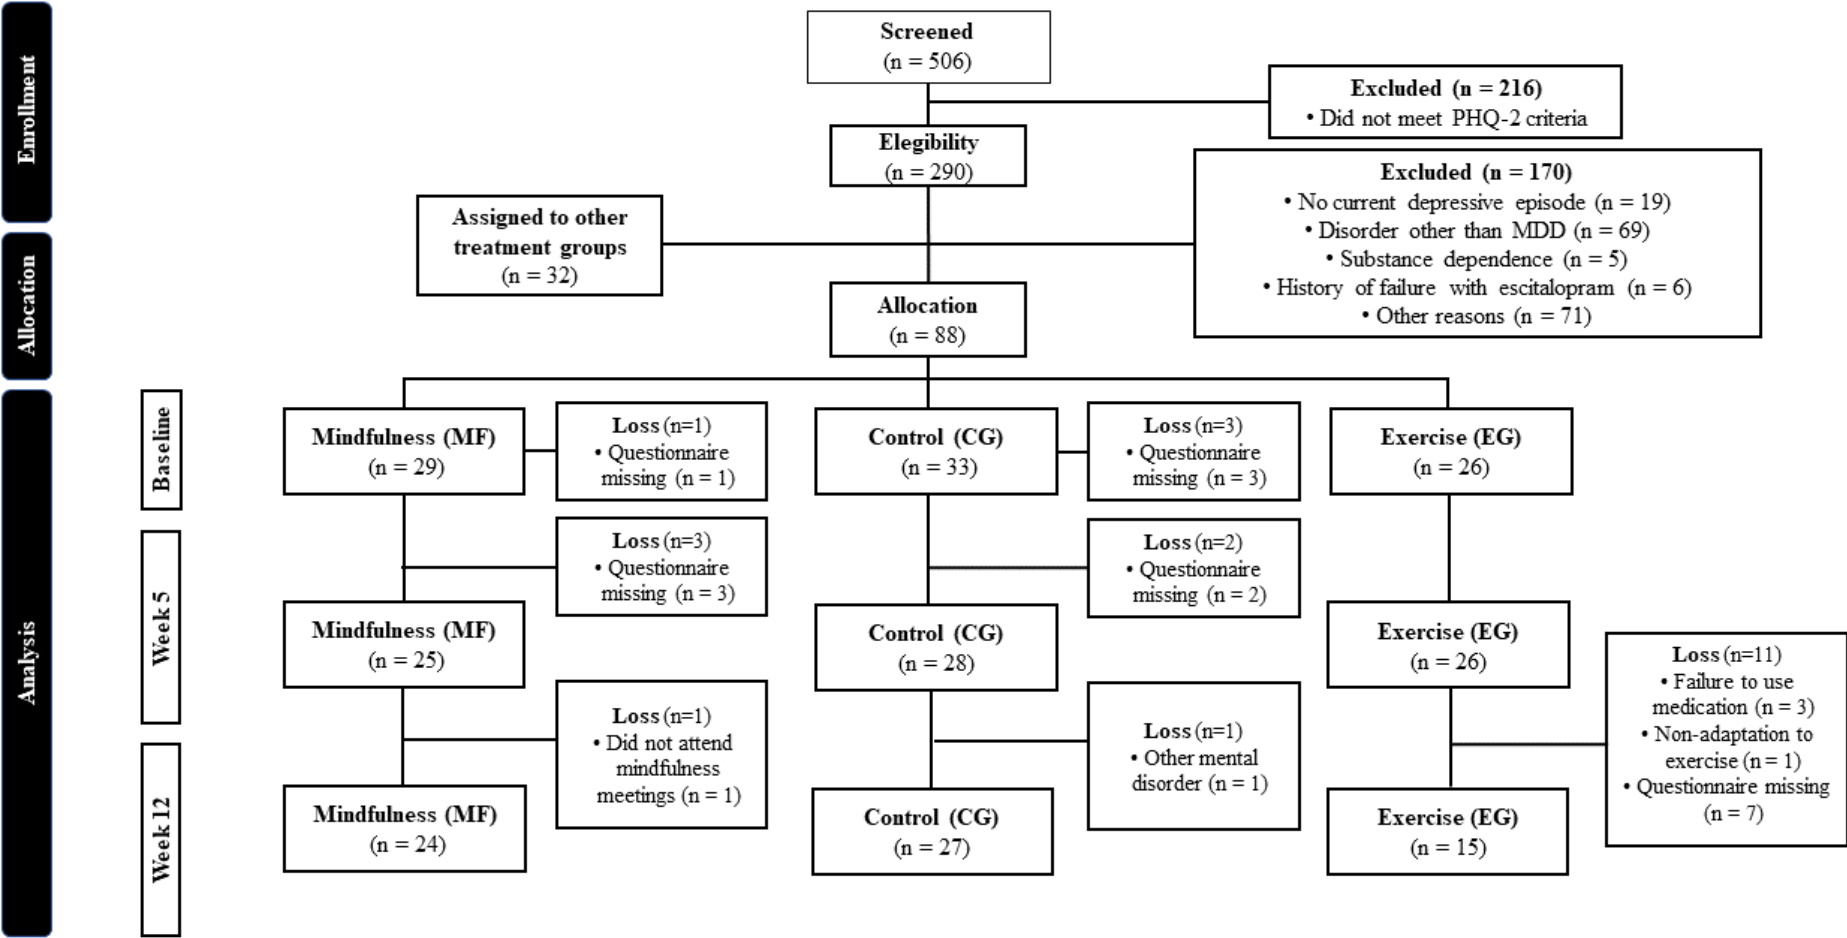 Enrollment
Screened
(n = 506)
Excluded (n = 216)
• Did not meet PHQ-2 criteria
Elegibility
(n = 290)
Excluded (n = 170)
• No current depressive episode (n = 19)
• Disorder other than MDD (n = 69)
• Substance dependence (n = 5)
• History of failure with escitalopram (n = 6)
• Other reasons (n = 71)
Assigned to other
treatment groups
(n = 32)
Allocation
Allocation
(n = 88)
Analysis
Baseline
Mindfulness (MF)
(n = 29)
Loss (n=1)
• Questionnaire
missing (n = 1)
Control (CG)
(n = 33)
Loss (n=3)
• Questionnaire
missing (n = 3)
Exercise (EG)
(n = 26)
Week 5
Loss (n=3)
• Questionnaire
missing (n = 3)
Loss (n=2)
• Questionnaire
missing (n = 2)
Mindfulness (MF)
(n = 25)
Control (CG)
(n = 28)
Exercise (EG)
(n = 26)
Loss (n=11)
• Failure to use
medication (n = 3)
• Non-adaptation to
exercise (n = 1)
• Questionnaire missing
(n = 7)
Loss (n=1)
• Did not attend
mindfulness
meetings (n = 1)
Loss (n=1)
• Other mental
disorder (n = 1)
Week 12
Mindfulness (MF)
(n = 24)
Control (CG)
(n = 27)
Exercise (EG)
(n = 15)